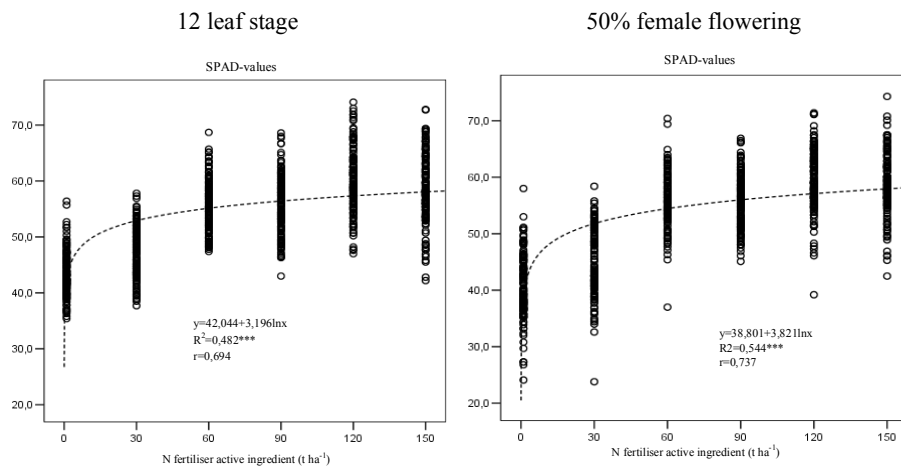 12 leaf stage
SPAD-values
70,0
60,0
50,0
40,0
30,0
20,0
y=42,044+3,196lnx
R²=0,482***
r=0,694
0 30 60 90 120 150
N fertiliser active ingredient (t ha⁻¹)
50% female flowering
SPAD-values
70,0
60,0
50,0
40,0
30,0
20,0
y=38,801+3,821lnx
R2=0,544***
r=0,737
0 30 60 90 120 150
N fertiliser active ingredient (t ha⁻¹)